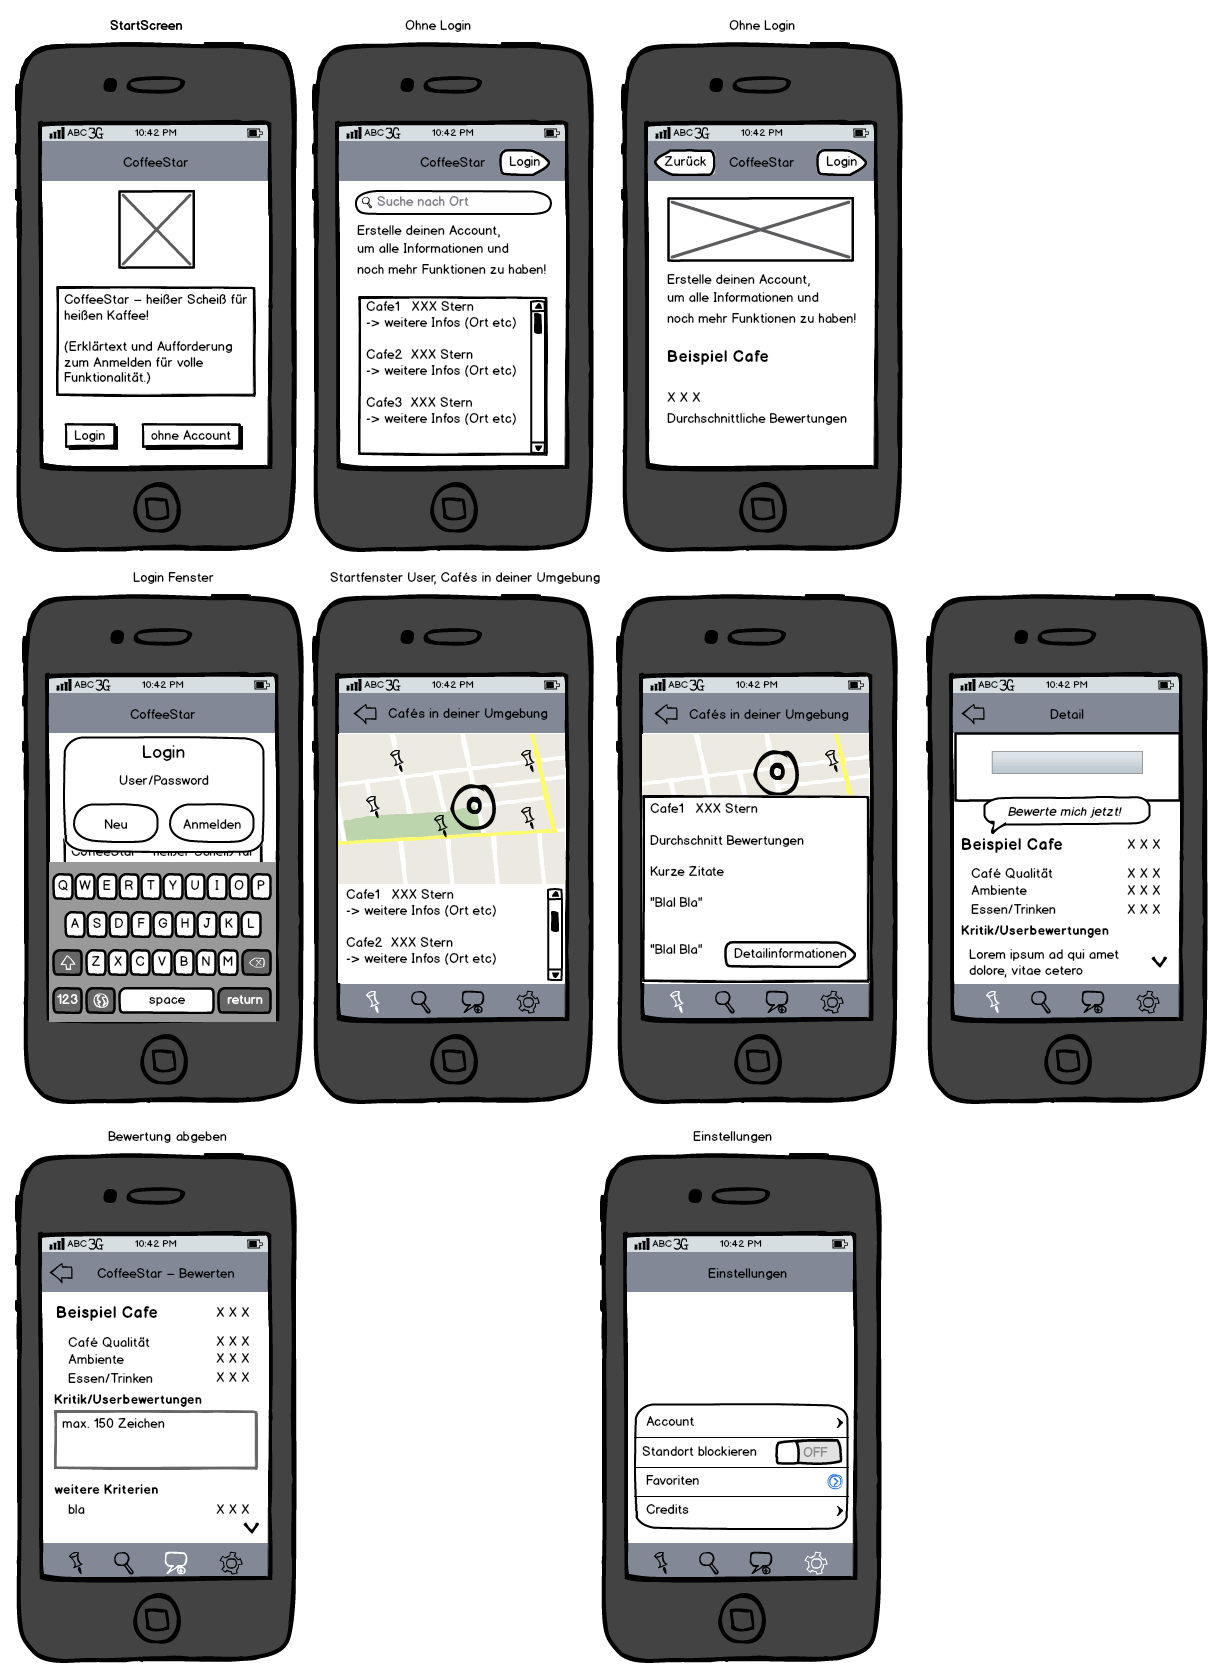 StartScreen
ABC 3G 10:42 PM
CoffeeStar
CoffeeStar – heißer Scheiß für
heißen Kaffee!
(Erklärtext und Aufforderung
zum Anmelden für volle
Funktionalität.)
Login
ohne Account
Ohne Login
ABC 3G 10:42 PM
CoffeeStar
Login
Suche nach Ort
Erstelle deinen Account,
um alle Informationen und
noch mehr Funktionen zu haben!
Cafe1 XXX Stern
-> weitere Infos (Ort etc)
Cafe2 XXX Stern
-> weitere Infos (Ort etc)
Cafe3 XXX Stern
-> weitere Infos (Ort etc)
Ohne Login
ABC 3G 10:42 PM
Zurück
CoffeeStar
Login
Erstelle deinen Account,
um alle Informationen und
noch mehr Funktionen zu haben!
Beispiel Cafe
X X X
Durchschnittliche Bewertungen
Login Fenster
ABC 3G 10:42 PM
CoffeeStar
Login
User/Password
Neu
Anmelden
CoffeeStar – heißer Scheiß für
Q W E R T Y U I O P
A S D F G H J K L
Z X C V B N M
123 space return
Startfenster User, Cafés in deiner Umgebung
ABC 3G 10:42 PM
Cafés in deiner Umgebung
Cafe1 XXX Stern
-> weitere Infos (Ort etc)
Cafe2 XXX Stern
-> weitere Infos (Ort etc)
ABC 3G 10:42 PM
Cafés in deiner Umgebung
Cafe1 XXX Stern
Durchschnitt Bewertungen
Kurze Zitate
"Bla! Bla"
"Bla! Bla"
Detailinformationen
ABC 3G 10:42 PM
Detail
Bewerte mich jetzt!
Beispiel Cafe X X X
Café Qualität X X X
Ambiente X X X
Essen/Trinken X X X
Kritik/Userbewertungen
Lorem ipsum ad qui amet
dolore, vitae cetero
Bewertung abgeben
ABC 3G 10:42 PM
CoffeeStar – Bewerten
Beispiel Cafe X X X
Café Qualität X X X
Ambiente X X X
Essen/Trinken X X X
Kritik/Userbewertungen
max. 150 Zeichen
weitere Kriterien
bla X X X
Einstellungen
ABC 3G 10:42 PM
Einstellungen
Account
Standort blockieren OFF
Favoriten
Credits